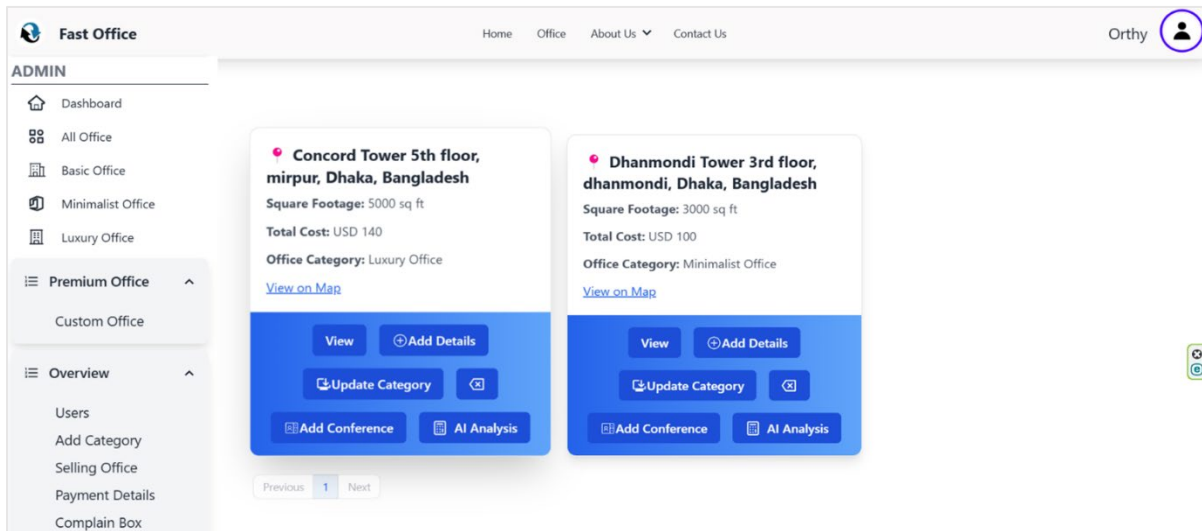 Fast Office
Home Office About Us Contact Us
Orthy
ADMIN
Dashboard
All Office
Basic Office
Minimalist Office
Luxury Office
Premium Office
Custom Office
Overview
Users
Add Category
Selling Office
Payment Details
Complain Box
Concord Tower 5th floor,
mirpur, Dhaka, Bangladesh
Square Footage: 5000 sq ft
Total Cost: USD 140
Office Category: Luxury Office
View on Map
View Add Details
Update Category
Add Conference AI Analysis
Dhanmondi Tower 3rd floor,
dhanmondi, Dhaka, Bangladesh
Square Footage: 3000 sq ft
Total Cost: USD 100
Office Category: Minimalist Office
View on Map
View Add Details
Update Category
Add Conference AI Analysis
Previous 1 Next